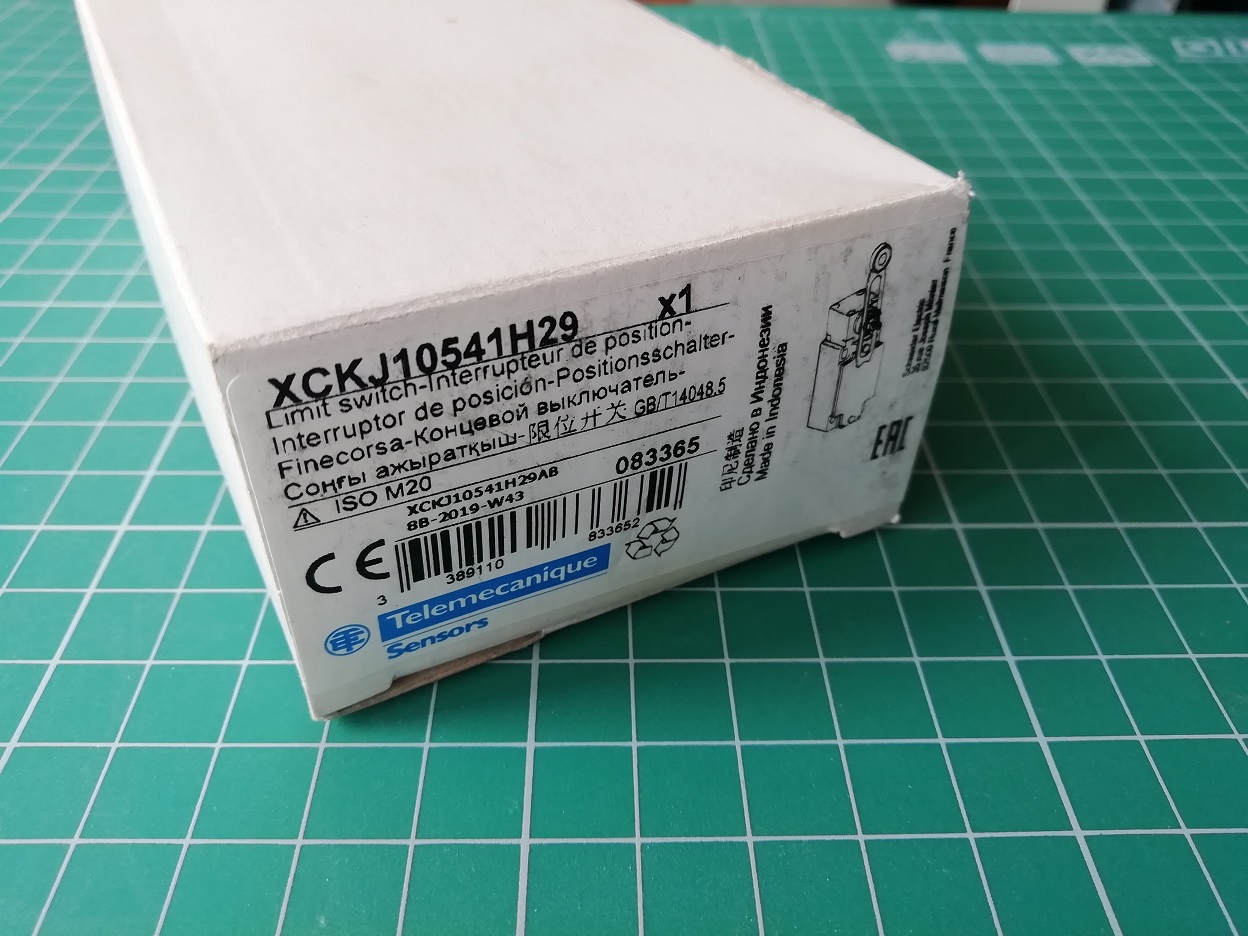 XCKJ10541H29 x1
Limit switch-Interrupteur de position-
Interruptor de posición-Positionsschalter-
Finecorsa-Концевой выключатель-
Соңғы ажыратқыш-限位开关 GB/T14048.5
ISO M20
XCKJ10541H29AB
8B-2019-W43
083365
CE
3 389110 833652
Telemecanique
Sensors
印尼制造
Сделано в Индонезии
Made in Indonesia
EAC
France